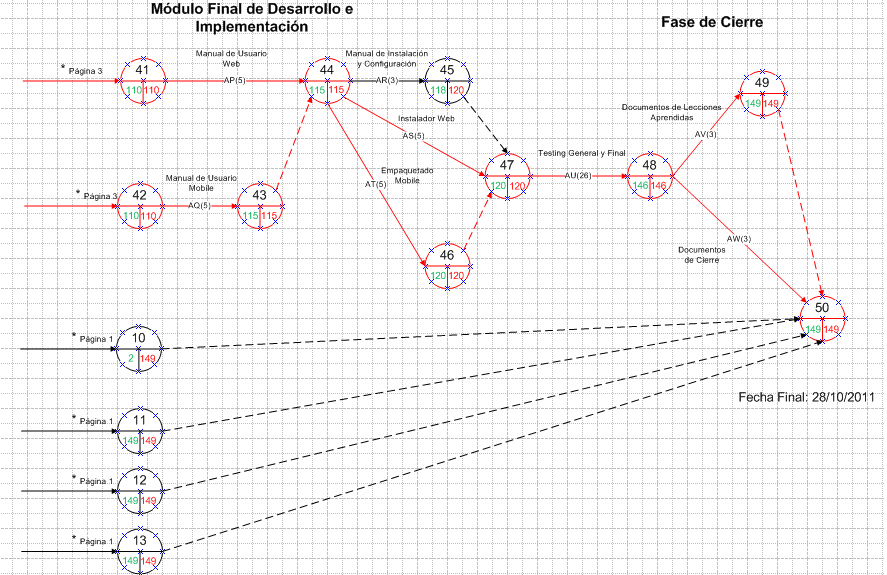 Módulo Final de Desarrollo e
Implementación
Fase de Cierre
* Página 3
41
110 110
Manual de Usuario
Web
AP(5)
44
115 115
Manual de Instalación
y Configuración
AR(3)
45
118 120
49
149 149
Documentos de Lecciones
Aprendidas
AV(3)
Instalador Web
AS(5)
Testing General y Final
AU(26)
47
120 120
48
146 146
* Página 3
42
110 110
Manual de Usuario
Mobile
AQ(5)
43
115 115
Empaquetado
Mobile
AT(5)
46
120 120
AW(3)
Documentos
de Cierre
50
149 149
* Página 1
10
2 149
Fecha Final: 28/10/2011
* Página 1
11
149 149
* Página 1
12
149 149
* Página 1
13
149 149